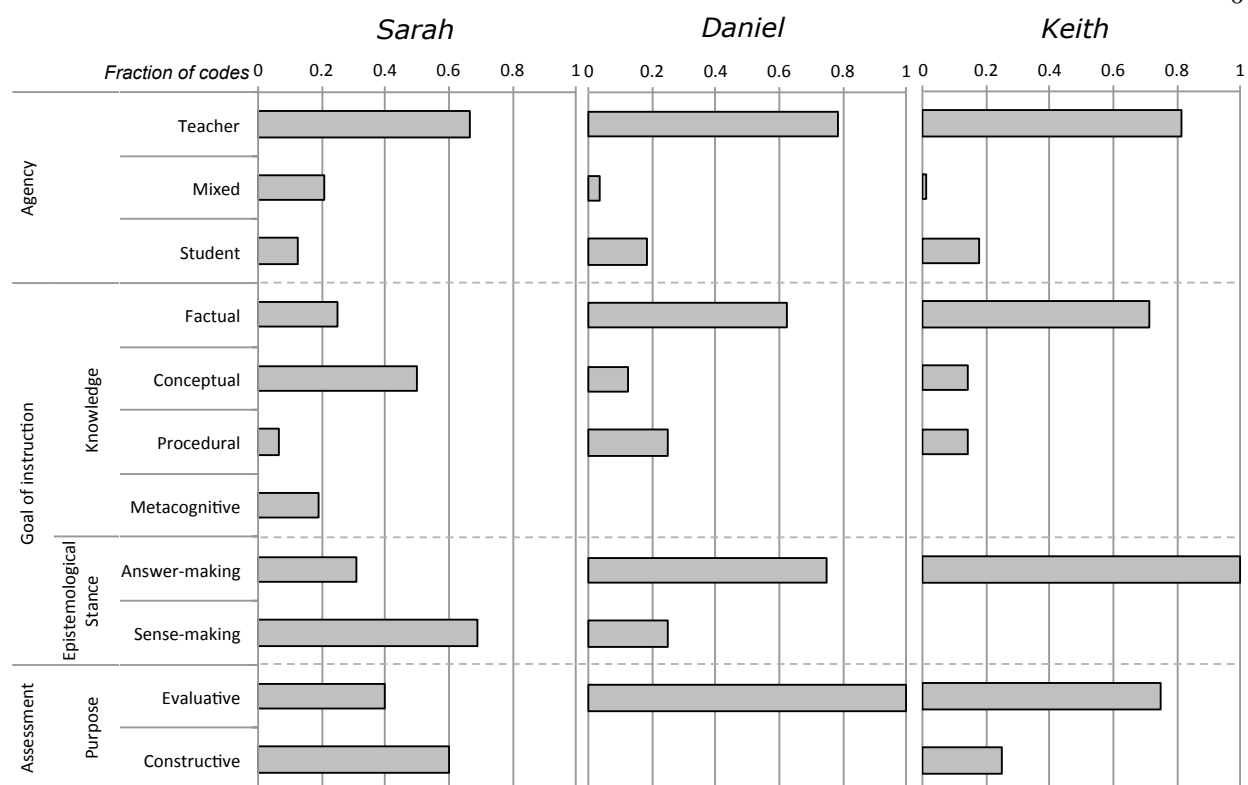 Sarah Daniel Keith
Fraction of codes 0 0.2 0.4 0.6 0.8 1 0 0.2 0.4 0.6 0.8 1 0 0.2 0.4 0.6 0.8 1
Agency
Teacher
Mixed
Student
Goal of instruction
Knowledge
Factual
Conceptual
Procedural
Metacognitive
Epistemological
Stance
Answer-making
Sense-making
Assessment
Purpose
Evaluative
Constructive